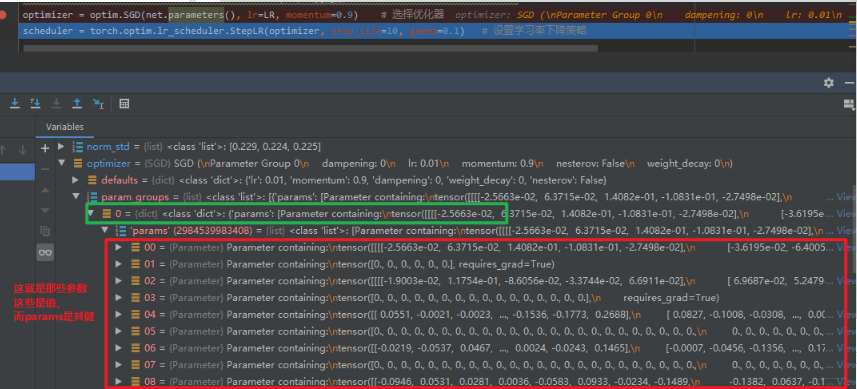 optimizer = optim.SGD(net.parameters(), lr=LR, momentum=0.9) # 选择优化器 optimizer: SGD (\nParameter Group 0\n dampening: 0\n lr: 0.01\n
scheduler = torch.optim.lr_scheduler.StepLR(optimizer, step_size=10, gamma=0.1) # 设置学习率下降策略
Variables
norm_std = {list} <class 'list'>: [0.229, 0.224, 0.225]
optimizer = {SGD} SGD (\nParameter Group 0\n dampening: 0\n lr: 0.01\n momentum: 0.9\n nesterov: False\n weight_decay: 0\n)
defaults = {dict} <class 'dict'>: {'lr': 0.01, 'momentum': 0.9, 'dampening': 0, 'weight_decay': 0, 'nesterov': False}
param_groups = {list} <class 'list'>: [{'params': [Parameter containing:\ntensor([[[[-2.5663e-02, 6.3715e-02, 1.4082e-01, -1.0831e-01, -2.7498e-02],\n ... View
0 = {dict} <class 'dict'>: {'params': [Parameter containing:\ntensor([[[[-2.5663e-02, 6.3715e-02, 1.4082e-01, -1.0831e-01, -2.7498e-02],\n [-3.6195e ... View
'params' (2984539983408) = {list} <class 'list'>: [Parameter containing:\ntensor([[[[-2.5663e-02, 6.3715e-02, 1.4082e-01, -1.0831e-01, -2.7498e-02],\n ... View
00 = {Parameter} Parameter containing:\ntensor([[[[-2.5663e-02, 6.3715e-02, 1.4082e-01, -1.0831e-01, -2.7498e-02],\n [-3.6195e-02, -6.4005 ... View
01 = {Parameter} Parameter containing:\ntensor([0., 0., 0., 0., 0., 0.], requires_grad=True)
02 = {Parameter} Parameter containing:\ntensor([[[[-1.9003e-02, 1.1754e-01, -8.6056e-02, -3.3744e-02, 6.6911e-02],\n [ 6.9687e-02, 5.2479 ... View
03 = {Parameter} Parameter containing:\ntensor([0., 0., 0., 0., 0., 0., 0., 0., 0., 0., 0., 0., 0., 0., 0., 0.],\n requires_grad=True)
04 = {Parameter} Parameter containing:\ntensor([[ 0.0551, -0.0021, -0.0023, ..., -0.1536, -0.1773, 0.2688],\n [ 0.0827, -0.1008, -0.0308, ..., 0.00 ... View
05 = {Parameter} Parameter containing:\ntensor([0., 0., 0., 0., 0., 0., 0., 0., 0., 0., 0., 0., 0., 0., 0., 0., 0., 0.,\n 0., 0., 0., 0., 0., 0., 0., ... View
06 = {Parameter} Parameter containing:\ntensor([[-0.0219, -0.0537, 0.0467, ..., 0.0024, -0.0243, 0.1465],\n [-0.0007, -0.0456, -0.1356, ..., 0.17 ... View
07 = {Parameter} Parameter containing:\ntensor([0., 0., 0., 0., 0., 0., 0., 0., 0., 0., 0., 0., 0., 0., 0., 0., 0., 0.,\n 0., 0., 0., 0., 0., 0., 0., ... View
08 = {Parameter} Parameter containing:\ntensor([[-0.0946, 0.0531, 0.0281, 0.0036, -0.0583, 0.0933, -0.0234, -0.1489,\n -0.1382, 0.0637, -0.1 ... View
这就是那些参数
这些是值,
而params是其键